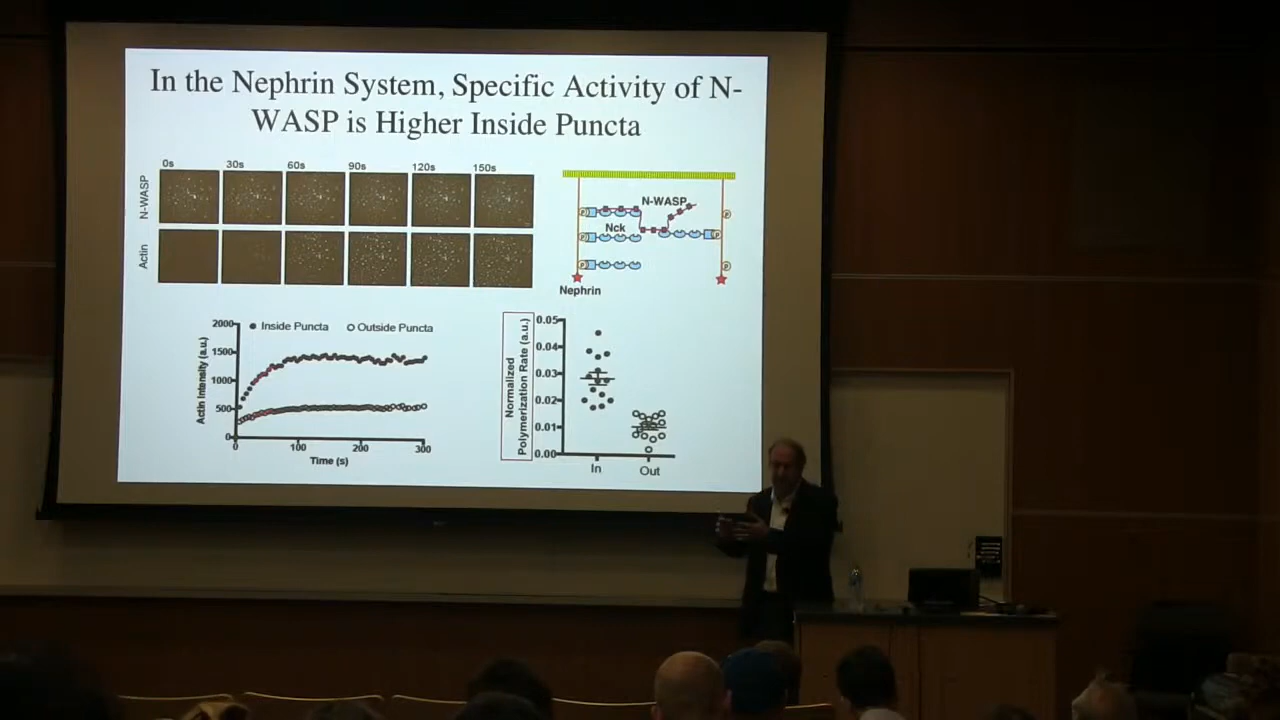 In the Nephrin System, Specific Activity of N-
WASP is Higher Inside Puncta
0s 30s 60s 90s 120s 150s
N-WASP
Actin
N-WASP
Nck
P
P
P
P
P
P
Nephrin
Inside Puncta Outside Puncta
Actin Intensity (a.u.)
2000
1500
1000
500
0
0 100 200 300
Time (s)
Normalized
Polymerization Rate (a.u.)
0.05
0.04
0.03
0.02
0.01
0.00
In Out